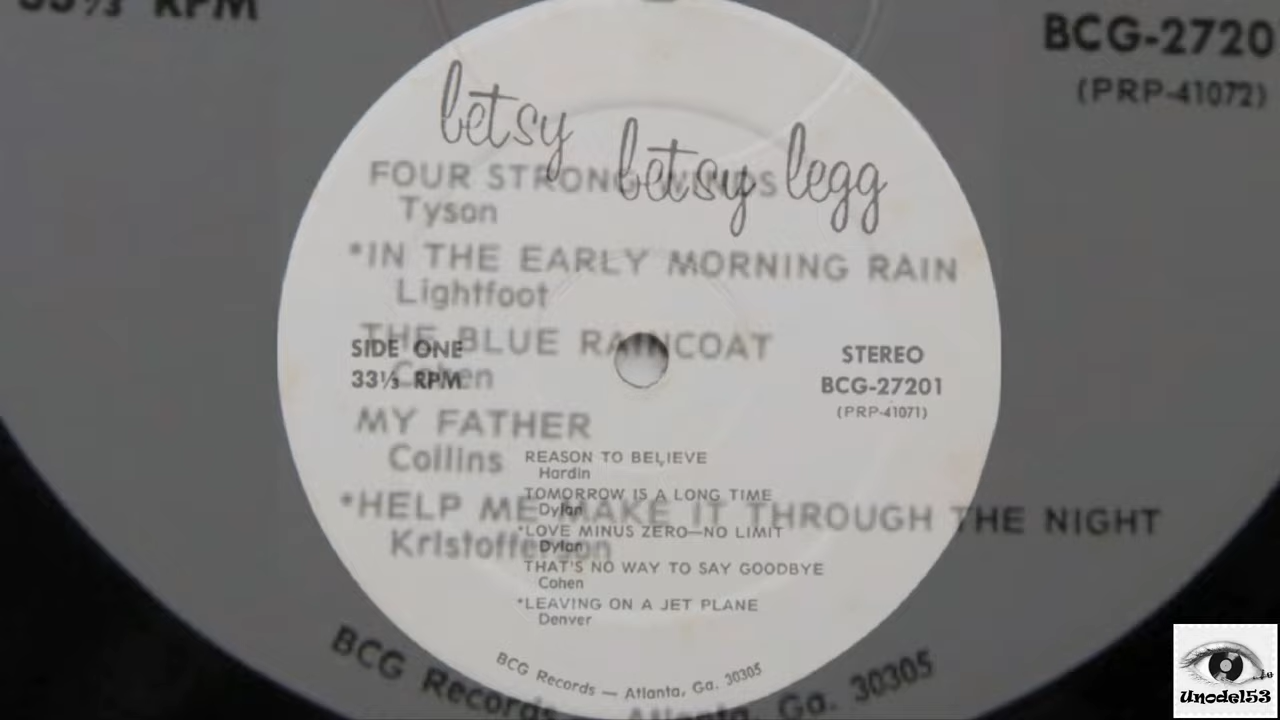 33⅓ RPM
BCG-2720
(PRP-41072)
betsy
betsy legg
FOUR STRONG WINDS
Tyson
*IN THE EARLY MORNING RAIN
Lightfoot
THE BLUE RAINCOAT
Cohen
MY FATHER
Collins
*HELP ME MAKE IT THROUGH THE NIGHT
Kristofferson
SIDE ONE
33⅓ RPM
STEREO
BCG-27201
(PRP-41071)
REASON TO BELIEVE
Hardin
TOMORROW IS A LONG TIME
Dylan
*LOVE MINUS ZERO—NO LIMIT
Dylan
THAT'S NO WAY TO SAY GOODBYE
Cohen
*LEAVING ON A JET PLANE
Denver
BCG Records — Atlanta, Ga. 30305
BCG Records Atlanta, Ga. 30305
Unodel53